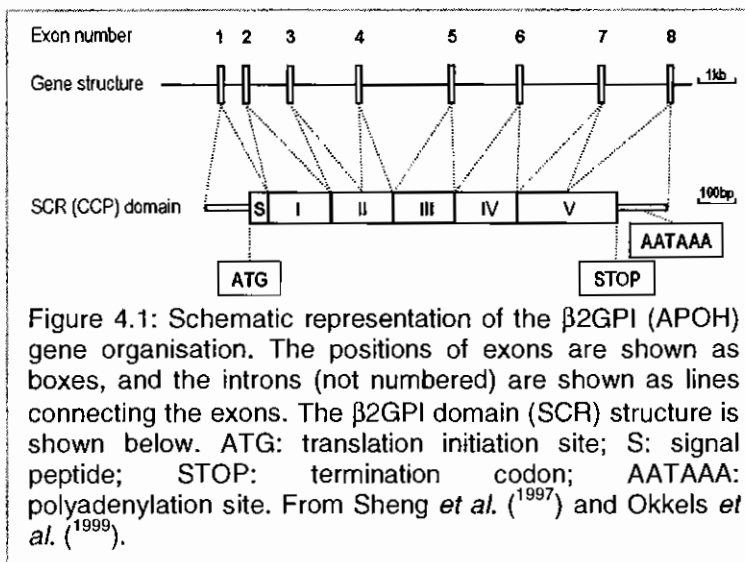 Exon number 1 2 3 4 5 6 7 8
Gene structure 1kb
SCR (CCP) domain S I II III IV V 100bp
AATAAA
ATG STOP
Figure 4.1: Schematic representation of the β2GPI (APOH)
gene organisation. The positions of exons are shown as
boxes, and the introns (not numbered) are shown as lines
connecting the exons. The β2GPI domain (SCR) structure is
shown below. ATG: translation initiation site; S: signal
peptide; STOP: termination codon; AATAAA:
polyadenylation site. From Sheng et al. (1997) and Okkels et
al. (1999).